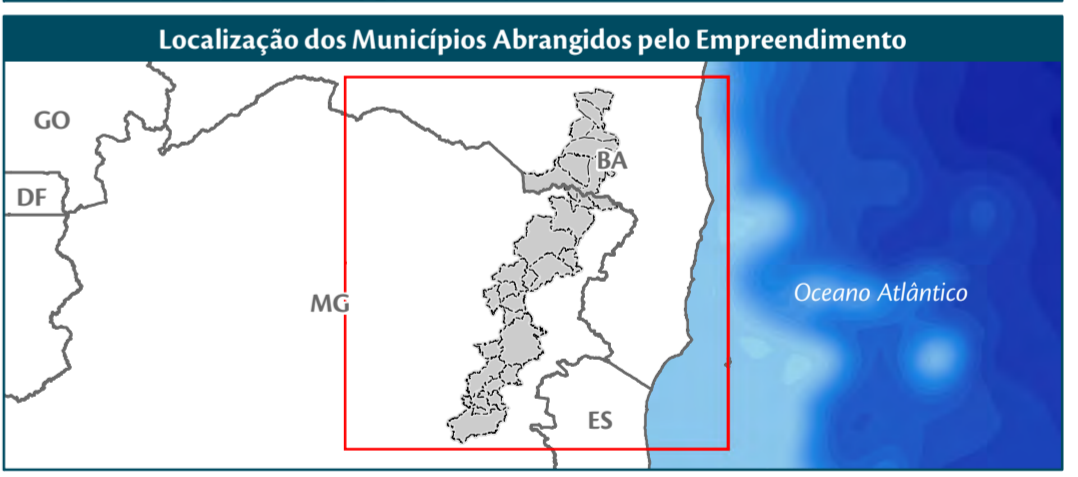 Localização dos Municípios Abrangidos pelo Empreendimento
GO
BA
DF
Oceano Atlântico
MG
ES